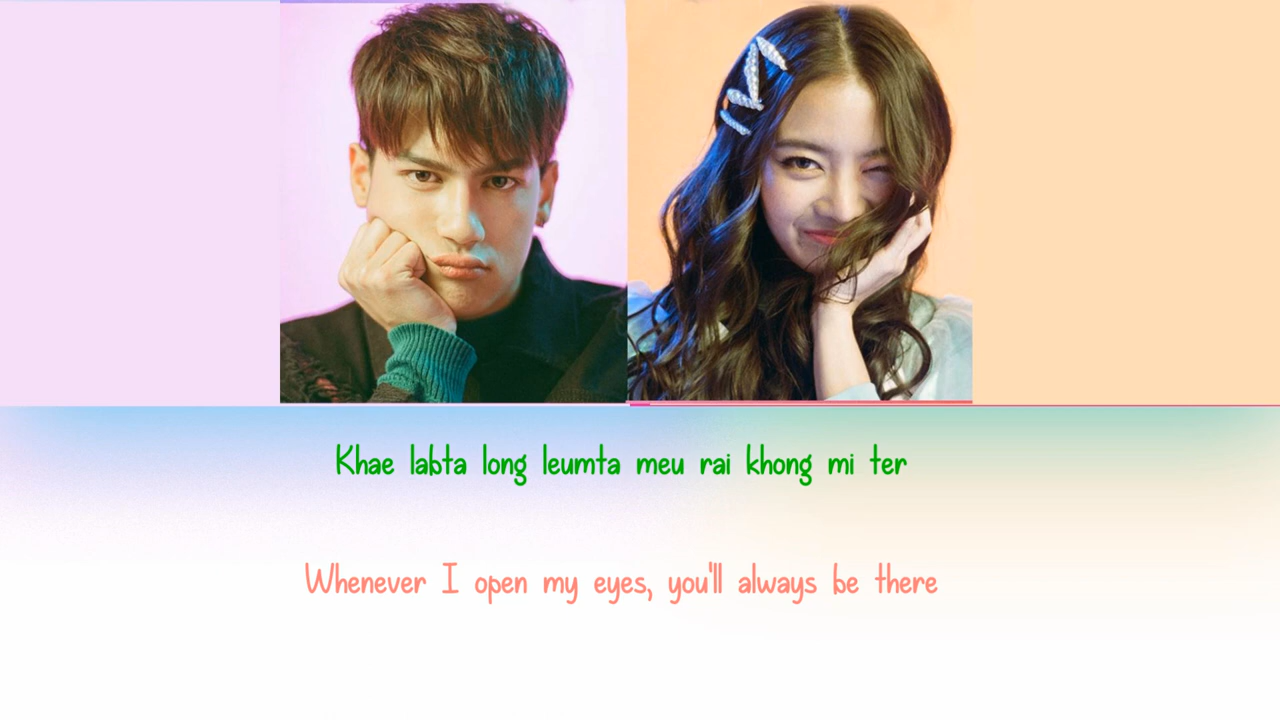 Khae labta long leumta meu rai khong mi ter
Whenever I open my eyes, you'll always be there